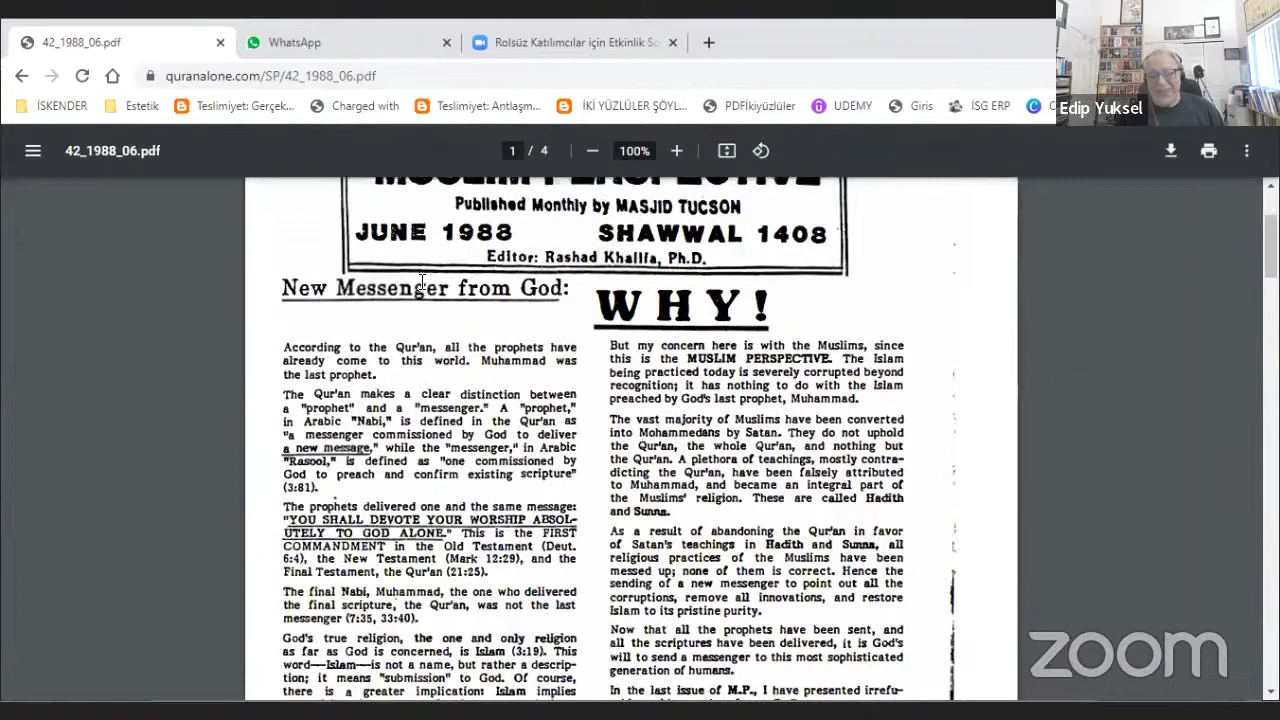 42_1988_06.pdf
WhatsApp
Rolsüz Katılımcılar için Etkinlik
quranalone.com/SP/42_1988_06.pdf
İSKENDER
Estetik
Teslimiyet: Gerçek...
Charged with
Teslimiyet: Antlaşm...
İKİ YÜZLÜLER ŞÖYL...
PDFİkiyüzlüler
UDEMY
Giris
İSG ERP
Edip Yuksel
42_1988_06.pdf
1 / 4
100%
MUSLIM PERSPECTIVE
Published Monthly by MASJID TUCSON
JUNE 1988 SHAWWAL 1408
Editor: Rashad Khalifa, Ph.D.
New Messenger from God:
WHY!
According to the Qur'an, all the prophets have
already come to this world. Muhammad was
the last prophet.
The Qur'an makes a clear distinction between
a "prophet" and a "messenger." A "prophet,"
in Arabic "Nabi," is defined in the Qur'an as
"a messenger commissioned by God to deliver
a new message," while the "messenger," in Arabic
"Rasool," is defined as "one commissioned by
God to preach and confirm existing scripture"
(3:81).
The prophets delivered one and the same message:
"YOU SHALL DEVOTE YOUR WORSHIP ABSOL-
UTELY TO GOD ALONE." This is the FIRST
COMMANDMENT in the Old Testament (Deut.
6:4), the New Testament (Mark 12:29), and the
Final Testament, the Qur'an (21:25).
The final Nabi, Muhammad, the one who delivered
the final scripture, the Qur'an, was not the last
messenger (7:35, 33:40).
God's true religion, the one and only religion
as far as God is concerned, is Islam (3:19). This
word—Islam—is not a name, but rather a descrip-
tion; it means "submission" to God. Of course,
there is a greater implication: Islam implies
But my concern here is with the Muslims, since
this is the MUSLIM PERSPECTIVE. The Islam
being practiced today is severely corrupted beyond
recognition; it has nothing to do with the Islam
preached by God's last prophet, Muhammad.
The vast majority of Muslims have been converted
into Mohammedans by Satan. They do not uphold
the Qur'an, the whole Qur'an, and nothing but
the Qur'an. A plethora of teachings, mostly contra-
dicting the Qur'an, have been falsely attributed
to Muhammad, and became an integral part of
the Muslims' religion. These are called Hadith
and Sunna.
As a result of abandoning the Qur'an in favor
of Satan's teachings in Hadith and Sunna, all
religious practices of the Muslims have been
messed up; none of them is correct. Hence the
sending of a new messenger to point out all the
corruptions, remove all innovations, and restore
Islam to its pristine purity.
Now that all the prophets have been sent, and
all the scriptures have been delivered, it is God's
will to send a messenger to this most sophisticated
generation of humans.
In the last issue of M.P., I have presented irrefu-
zoom